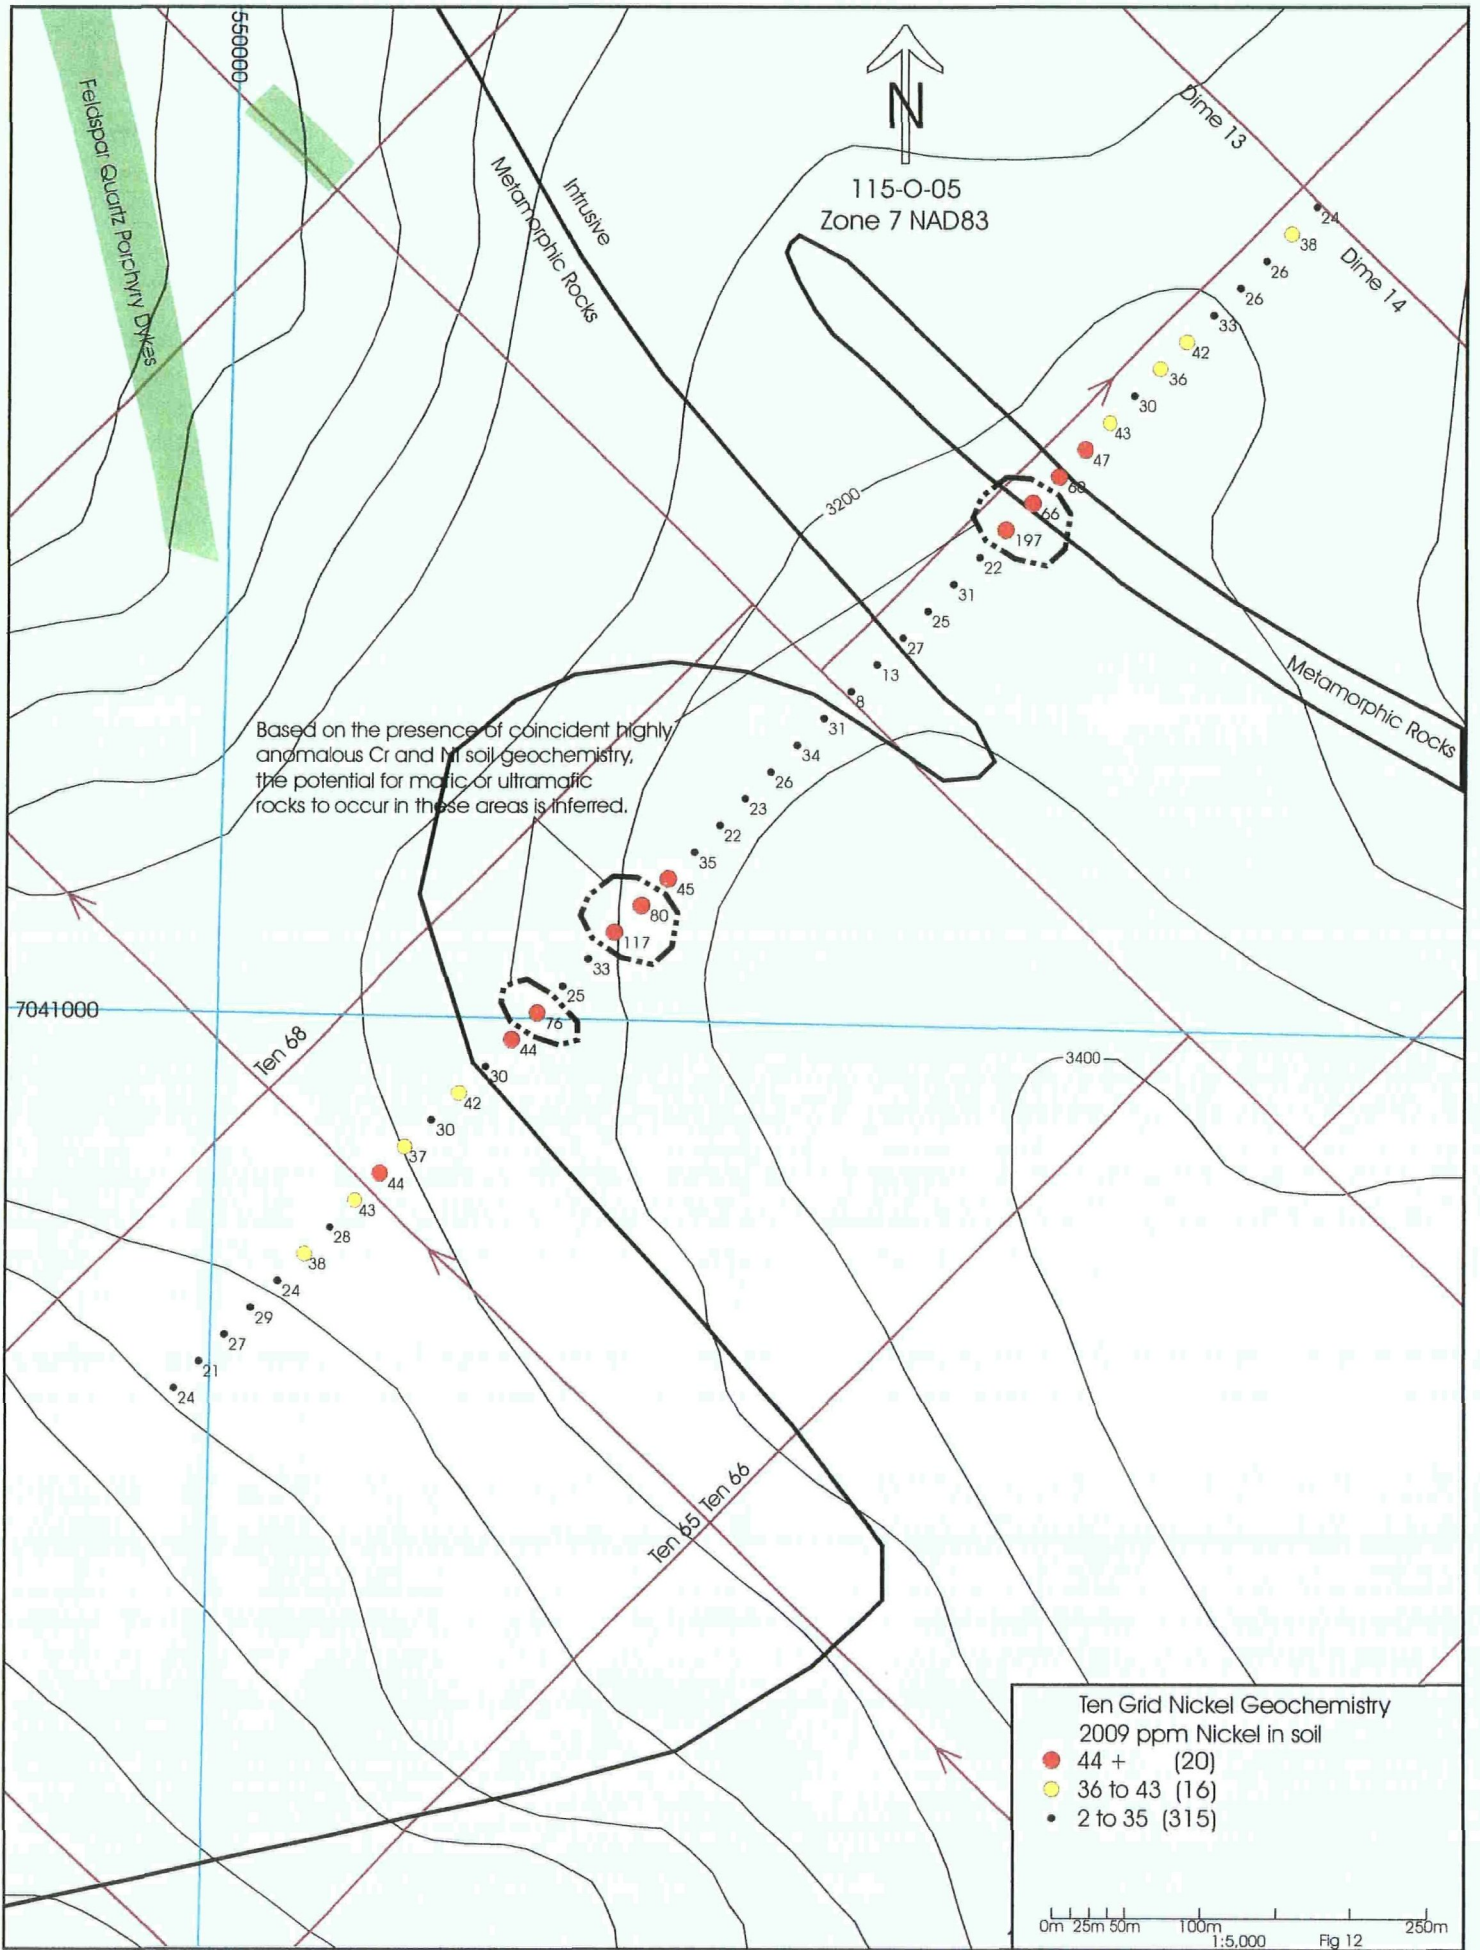 550000
Feldspar Quartz Porphyry Dykes
Intrusive
Metamorphic Rocks
N
115-O-05
Zone 7 NAD83
Dime 13
Dime 14
24
38
26
26
33
42
36
30
43
47
66
197
22
31
25
27
13
8
31
34
26
23
22
35
45
80
117
33
25
76
44
30
42
30
37
44
43
28
38
24
29
27
21
24
3200
Metamorphic Rocks
Based on the presence of coincident highly
anomalous Cr and Ni soil geochemistry,
the potential for mafic or ultramafic
rocks to occur in these areas is inferred.
7041000
Ten 68
3400
Ten 65
Ten 66
Ten Grid Nickel Geochemistry
2009 ppm Nickel in soil
44 + (20)
36 to 43 (16)
2 to 35 (315)
0m 25m 50m 100m 250m
1:5,000 Fig 12